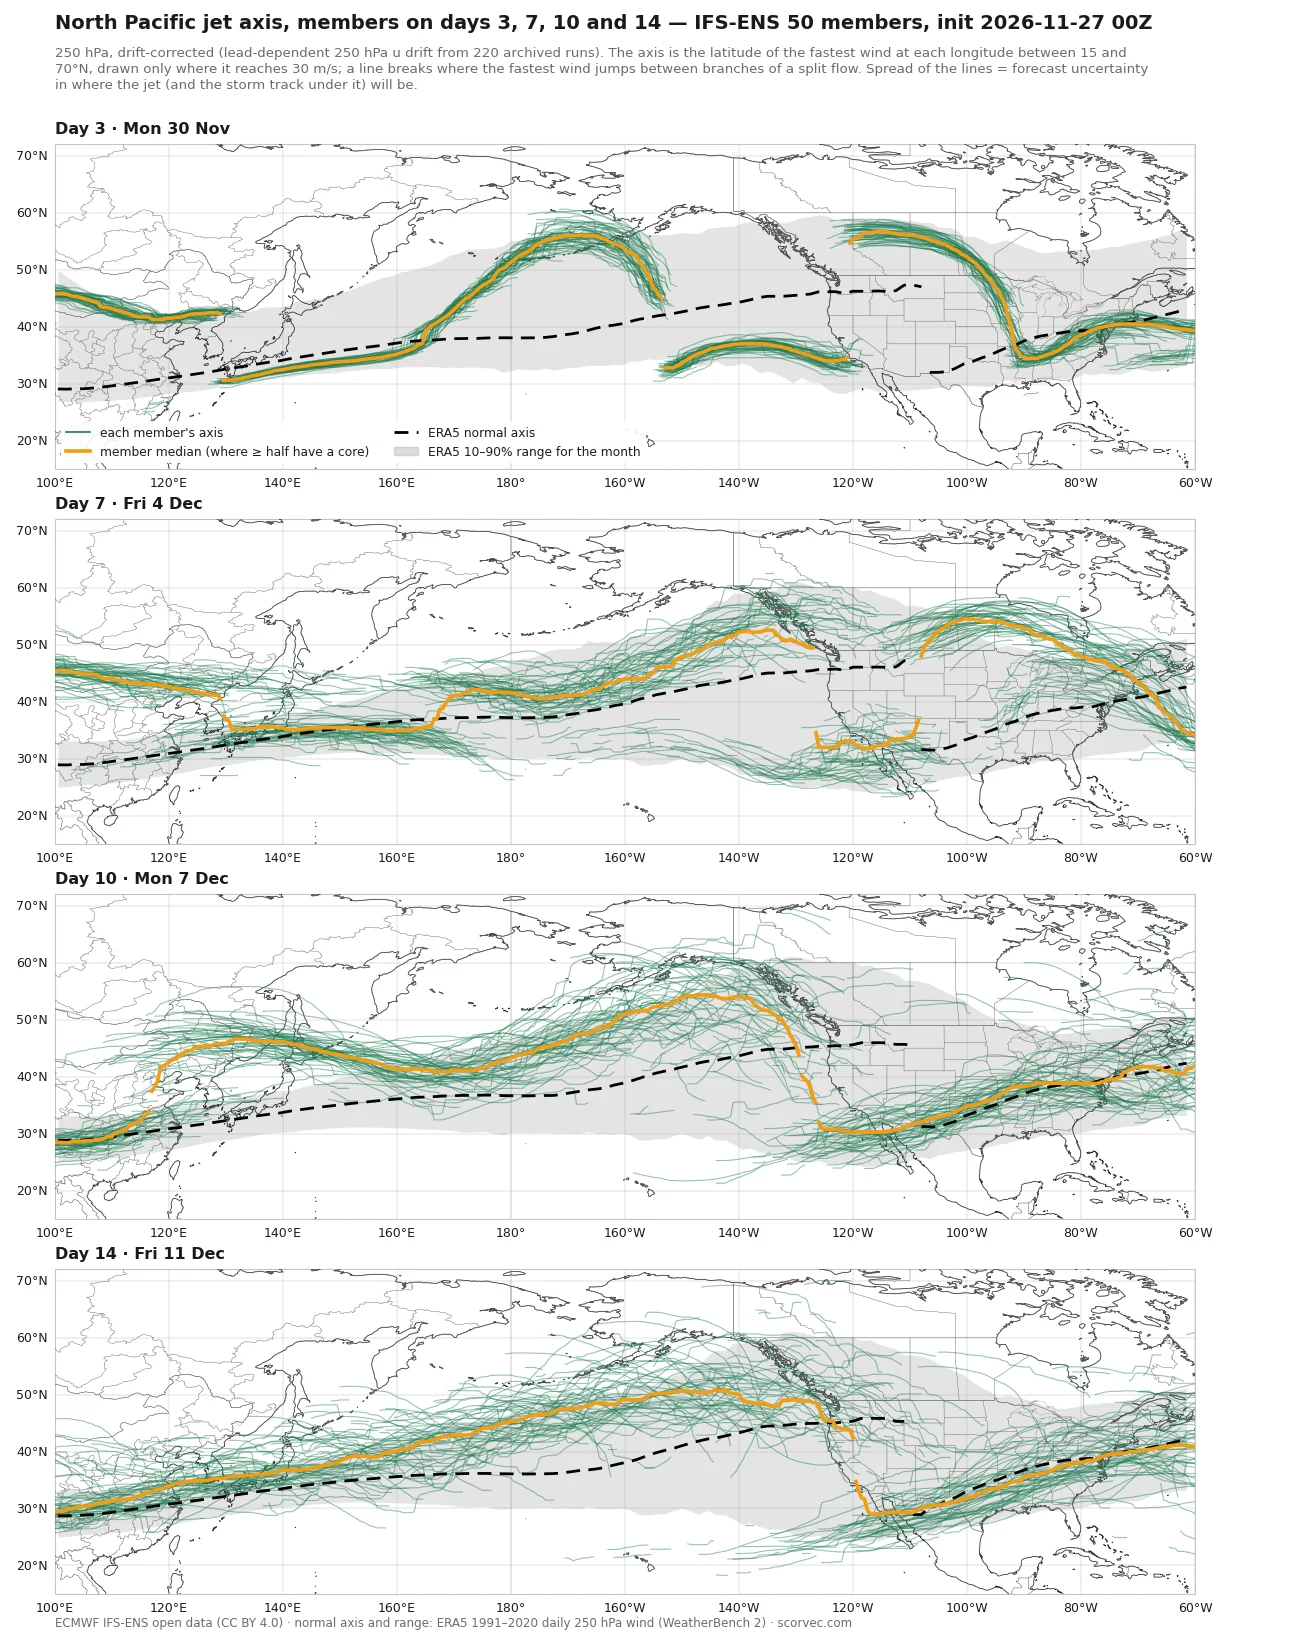 North Pacific jet axis, members on days 3, 7, 10 and 14 — IFS-ENS 50 members, init 2026-11-27 00Z
250 hPa, drift-corrected (lead-dependent 250 hPa u drift from 220 archived runs). The axis is the latitude of the fastest wind at each longitude between 15 and
70°N, drawn only where it reaches 30 m/s; a line breaks where the fastest wind jumps between branches of a split flow. Spread of the lines = forecast uncertainty
in where the jet (and the storm track under it) will be.
Day 3 · Mon 30 Nov
70°N
60°N
50°N
40°N
30°N
20°N
each member's axis
member median (where ≥ half have a core)
ERA5 normal axis
ERA5 10–90% range for the month
100°E 120°E 140°E 160°E 180° 160°W 140°W 120°W 100°W 80°W 60°W
Day 7 · Fri 4 Dec
70°N
60°N
50°N
40°N
30°N
20°N
100°E 120°E 140°E 160°E 180° 160°W 140°W 120°W 100°W 80°W 60°W
Day 10 · Mon 7 Dec
70°N
60°N
50°N
40°N
30°N
20°N
100°E 120°E 140°E 160°E 180° 160°W 140°W 120°W 100°W 80°W 60°W
Day 14 · Fri 11 Dec
70°N
60°N
50°N
40°N
30°N
20°N
100°E 120°E 140°E 160°E 180° 160°W 140°W 120°W 100°W 80°W 60°W
ECMWF IFS-ENS open data (CC BY 4.0) · normal axis and range: ERA5 1991–2020 daily 250 hPa wind (WeatherBench 2) · scorvec.com